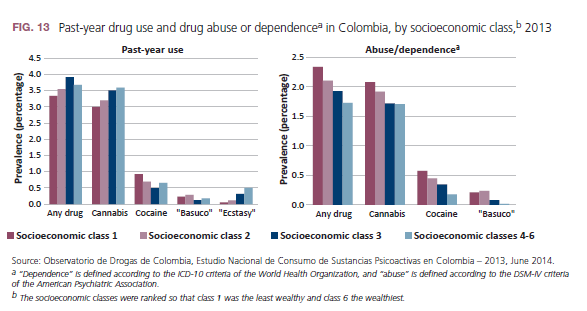 FIG. 13 Past-year drug use and drug abuse or dependenceᵃ in Colombia, by socioeconomic class,ᵇ 2013
Past-year use
Prevalence (percentage)
4.5
4.0
3.5
3.0
2.5
2.0
1.5
1.0
0.5
0.0
Any drug Cannabis Cocaine "Basuco" "Ecstasy"
Abuse/dependenceᵃ
Prevalence (percentage)
2.5
2.0
1.5
1.0
0.5
0.0
Any drug Cannabis Cocaine "Basuco"
Socioeconomic class 1 Socioeconomic class 2 Socioeconomic class 3 Socioeconomic classes 4-6
Source: Observatorio de Drogas de Colombia, Estudio Nacional de Consumo de Sustancias Psicoactivas en Colombia – 2013, June 2014.
a "Dependence" is defined according to the ICD-10 criteria of the World Health Organization, and "abuse" is defined according to the DSM-IV criteria
of the American Psychiatric Association.
b The socioeconomic classes were ranked so that class 1 was the least wealthy and class 6 the wealthiest.